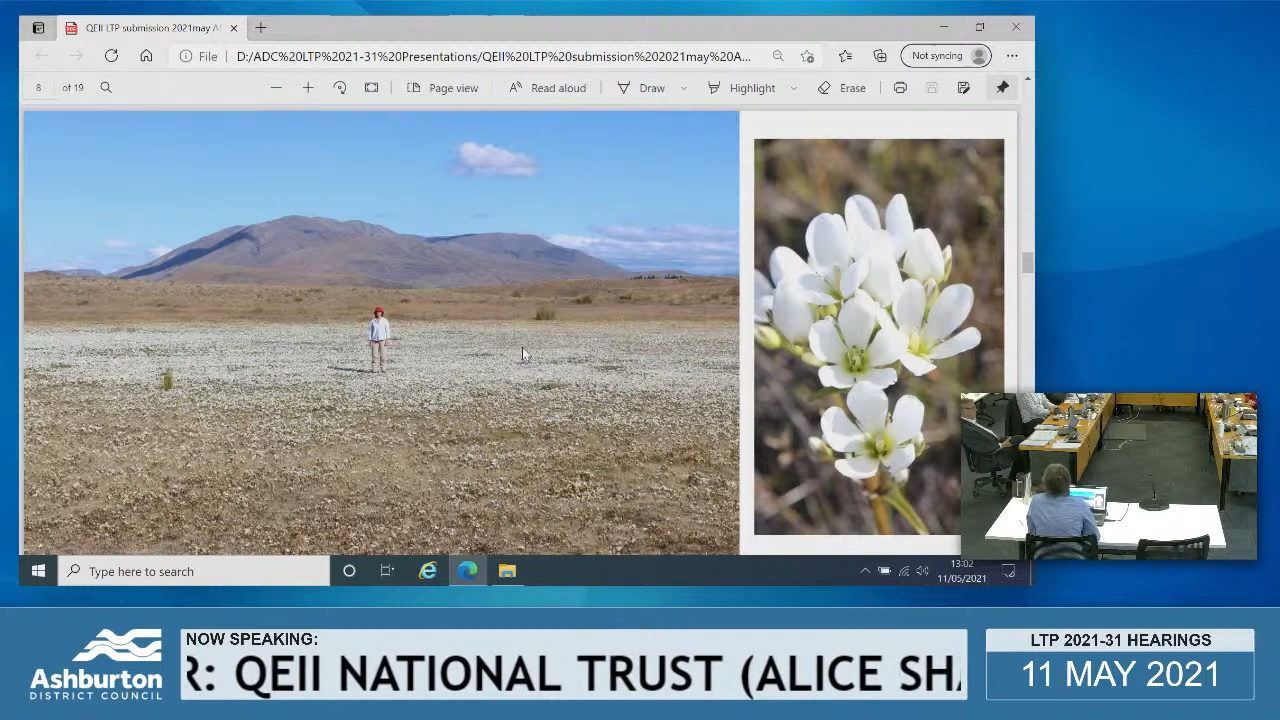 QEII LTP submission 2021may A
File
D:/ADC%20LTP%2021-31%20Presentations/QEII%20LTP%20submission%202021may%20A...
Not syncing
8 of 19
Page view
Read aloud
Draw
Highlight
Erase
Type here to search
13:02
11/05/2021
Ashburton
DISTRICT COUNCIL
NOW SPEAKING:
R: QEII NATIONAL TRUST (ALICE SHA
LTP 2021-31 HEARINGS
11 MAY 2021